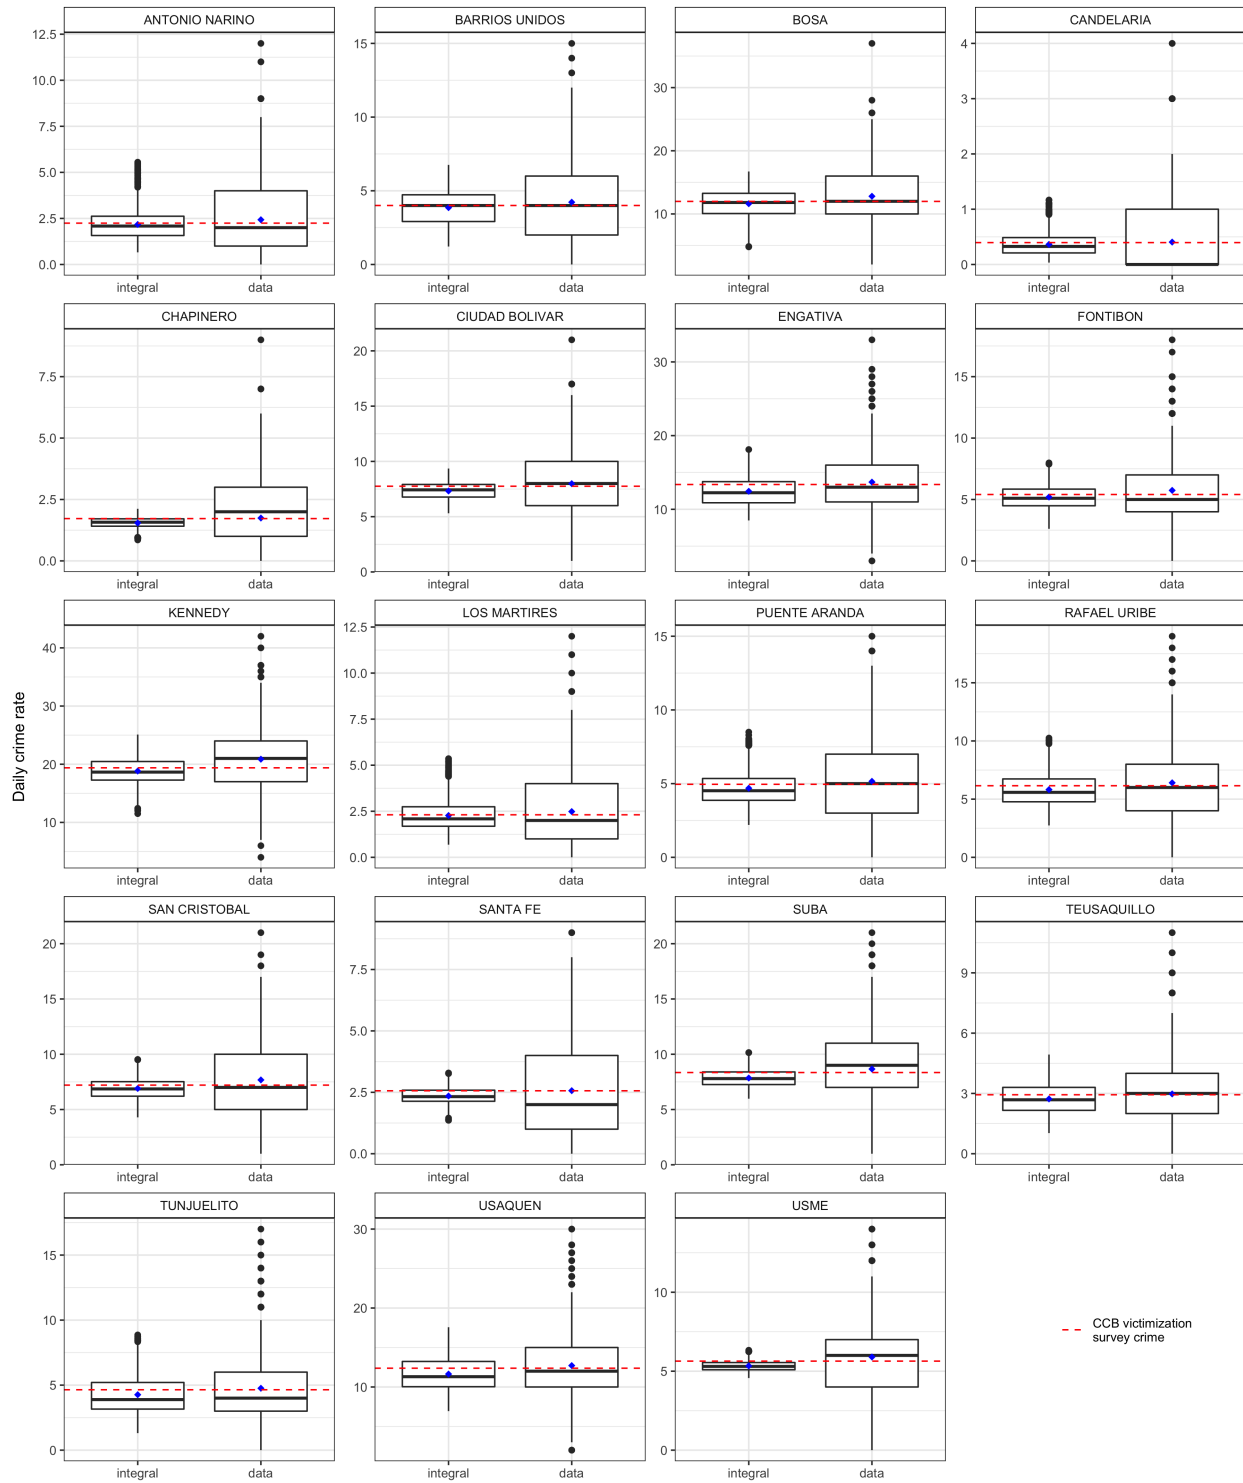 ANTONIO NARINO
BARRIOS UNIDOS
BOSA
CANDELARIA
12.5
10.0
7.5
5.0
2.5
0.0
15
10
5
0
30
20
10
4
3
2
1
0
integral
data
integral
data
integral
data
integral
data
CHAPINERO
CIUDAD BOLIVAR
ENGATIVA
FONTIBON
7.5
5.0
2.5
0.0
20
15
10
5
0
30
20
10
15
10
5
0
integral
data
integral
data
integral
data
integral
data
Daily crime rate
KENNEDY
LOS MARTIRES
PUENTE ARANDA
RAFAEL URIBE
40
30
20
10
12.5
10.0
7.5
5.0
2.5
0.0
15
10
5
0
15
10
5
0
integral
data
integral
data
integral
data
integral
data
SAN CRISTOBAL
SANTA FE
SUBA
TEUSAQUILLO
20
15
10
5
0
7.5
5.0
2.5
0.0
20
15
10
5
0
9
6
3
0
integral
data
integral
data
integral
data
integral
data
TUNJUELITO
USAQUEN
USME
15
10
5
0
30
20
10
10
5
0
integral
data
integral
data
integral
data
CCB victimization
survey crime